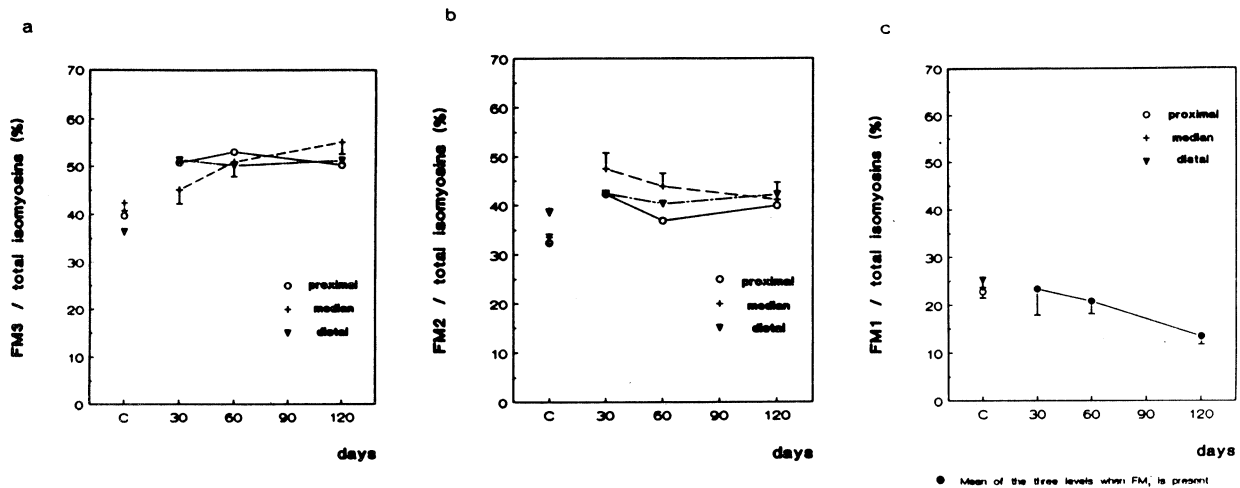 a
FM3 / total isomyosins (%)
70
60
50
40
30
20
10
0
C 30 60 90 120
days
proximal
median
distal
b
FM2 / total isomyosins (%)
70
60
50
40
30
20
10
0
C 30 60 90 120
days
proximal
median
distal
c
FM1 / total isomyosins (%)
70
60
50
40
30
20
10
0
C 30 60 90 120
days
proximal
median
distal
Mean of the three levels when FM1 is present